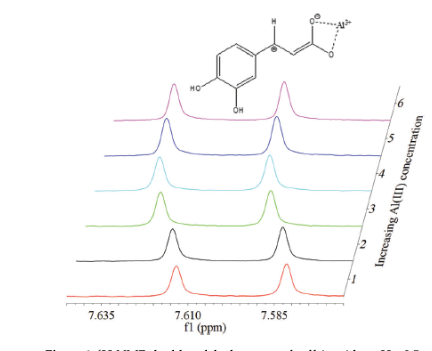 H
O
⊖
Al³⁺
⊕
O
HO
OH
6
5
4
3
2
1
Increasing Al(III) concentration
7.635
7.610
7.585
f1 (ppm)